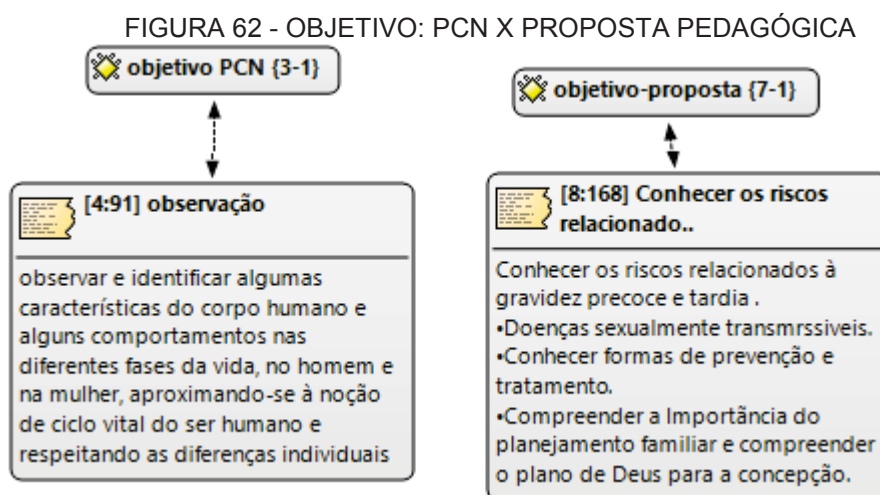 FIGURA 62 - OBJETIVO: PCN X PROPOSTA PEDAGÓGICA
objetivo PCN {3-1}
[4:91] observação
observar e identificar algumas
características do corpo humano e
alguns comportamentos nas
diferentes fases da vida, no homem e
na mulher, aproximando-se à noção
de ciclo vital do ser humano e
respeitando as diferenças individuais
objetivo-proposta {7-1}
[8:168] Conhecer os riscos
relacionado..
Conhecer os riscos relacionados à
gravidez precoce e tardia .
•Doenças sexualmente transmrssiveis.
•Conhecer formas de prevenção e
tratamento.
•Compreender a Importãncia do
planejamento familiar e compreender
o plano de Deus para a concepção.